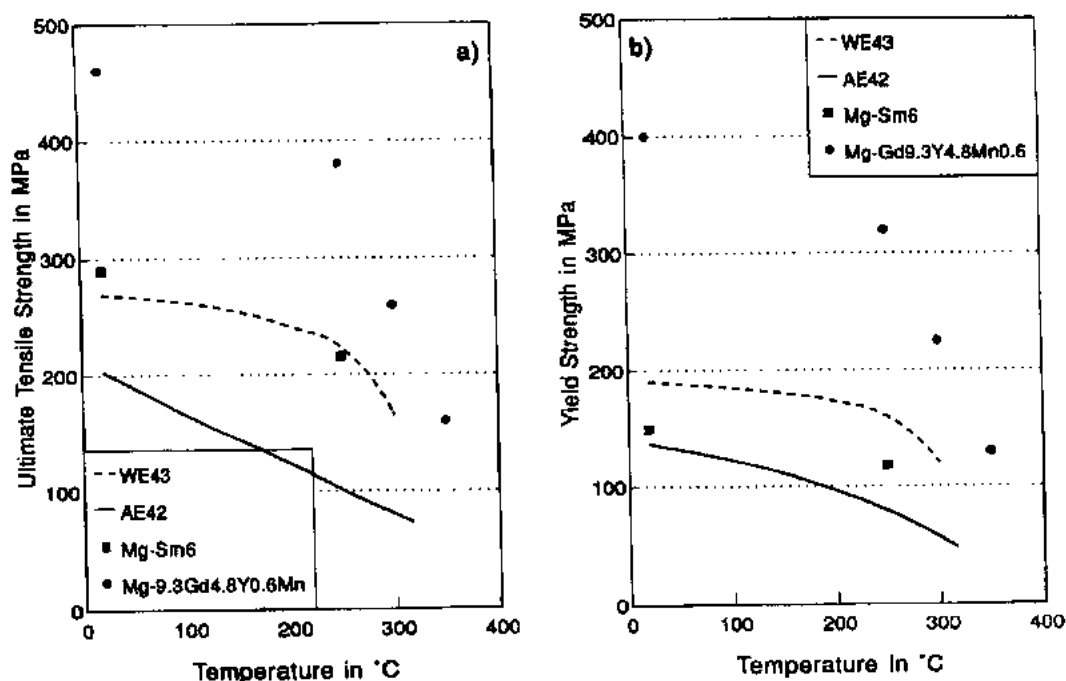 a)
Ultimate Tensile Strength in MPa
500
400
300
200
100
0
WE43
AE42
Mg-Sm6
Mg-9.3Gd4.8Y0.6Mn
0 100 200 300 400
Temperature in °C
b)
Yield Strength in MPa
500
400
300
200
100
0
WE43
AE42
Mg-Sm6
Mg-Gd9.3Y4.8Mn0.6
0 100 200 300 400
Temperature in °C